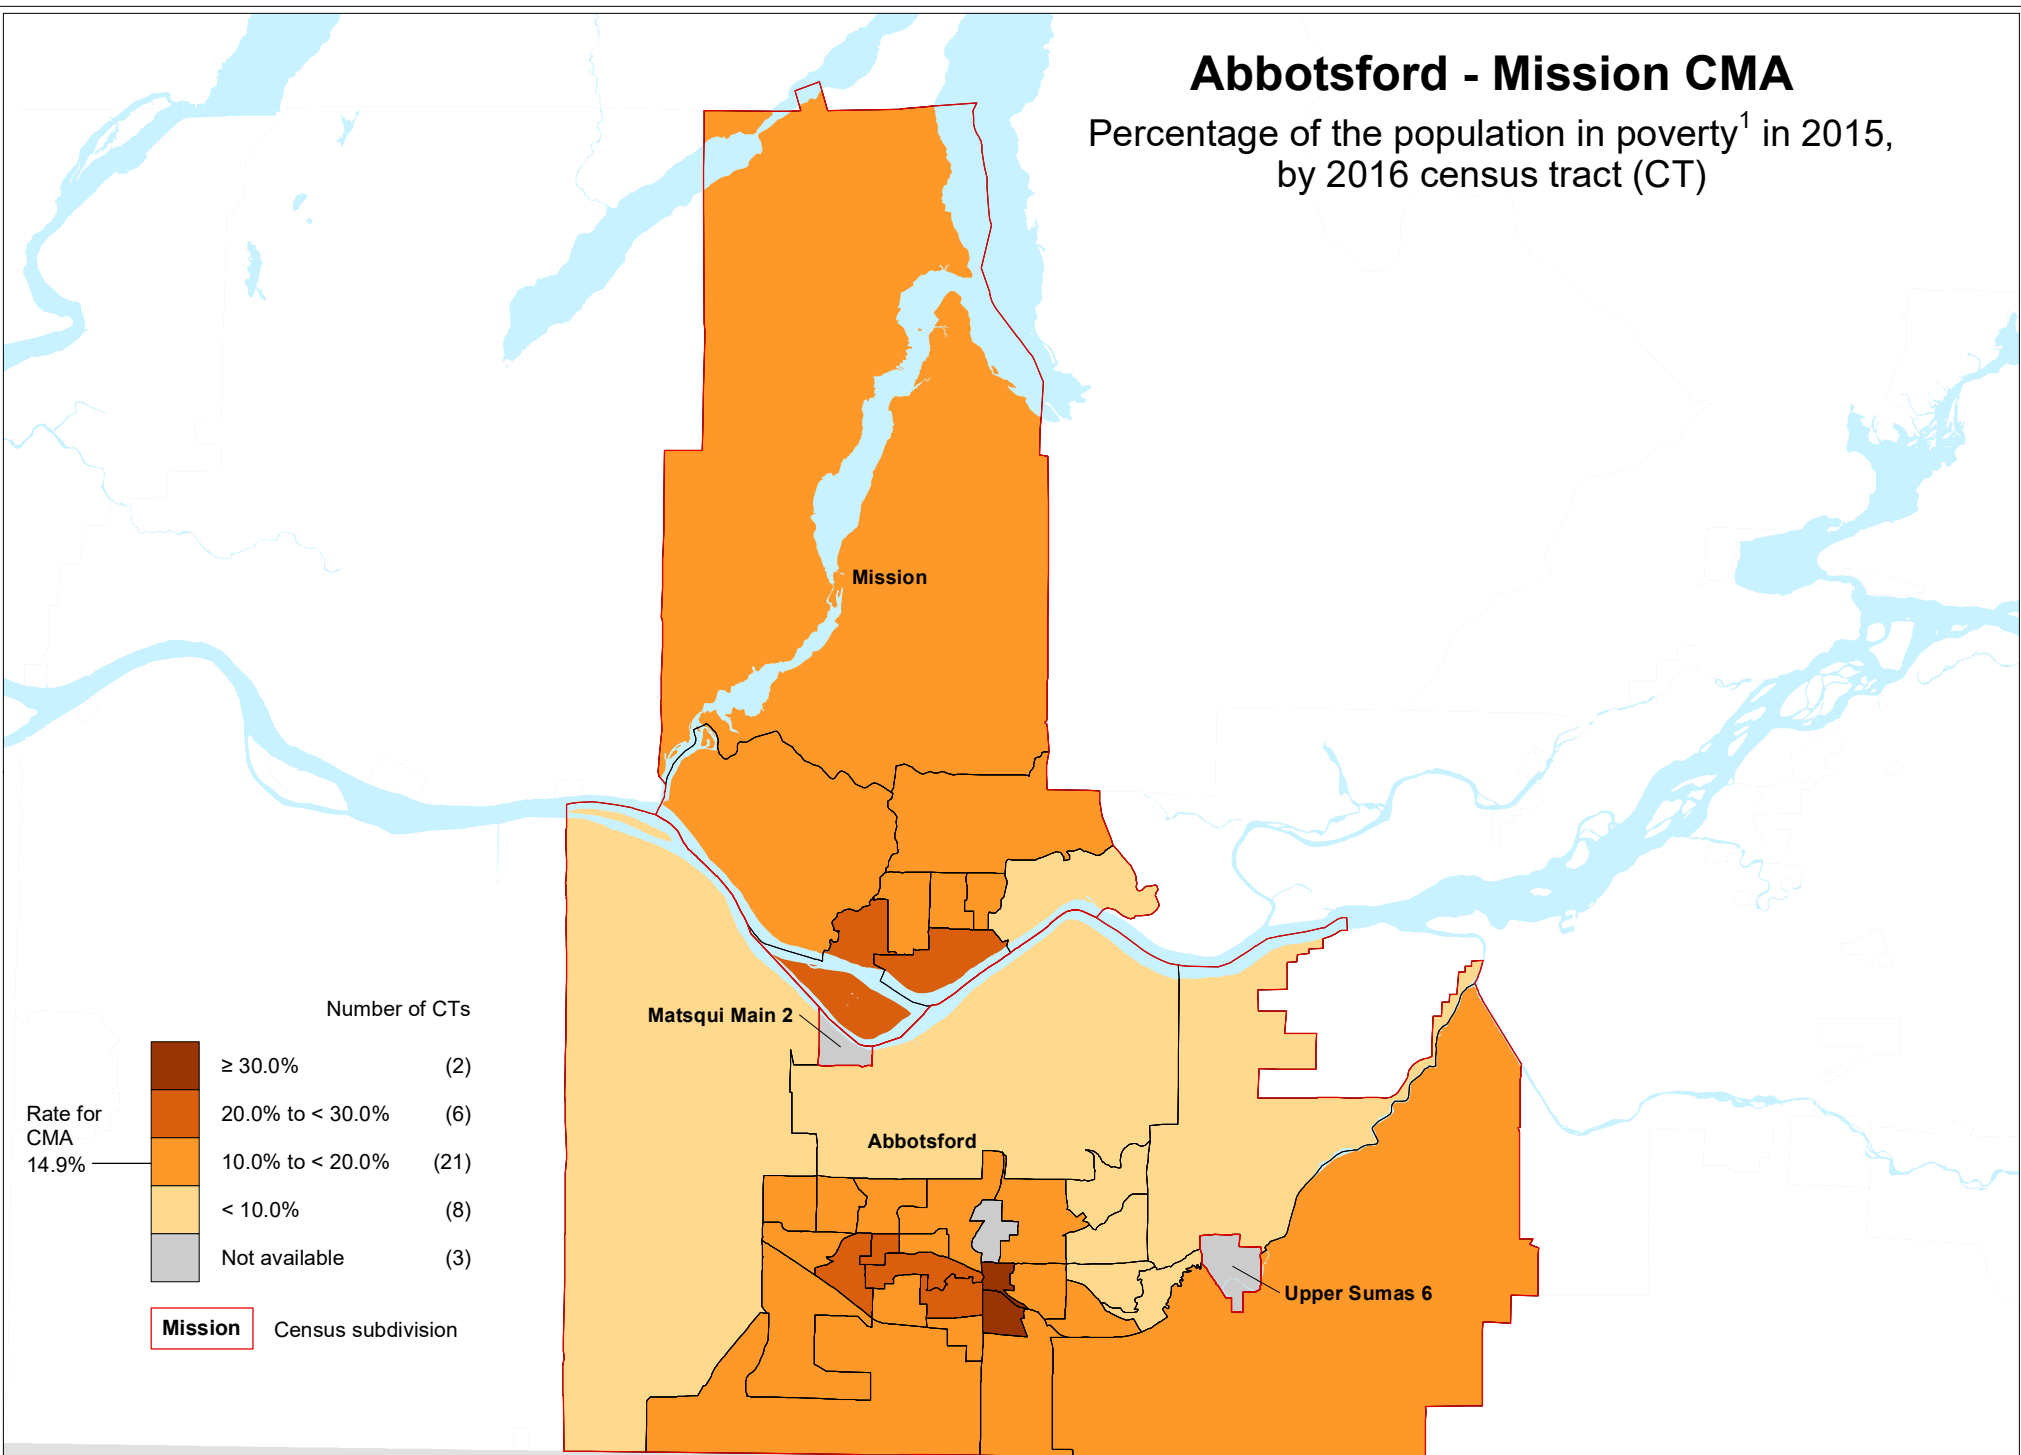 Abbotsford - Mission CMA
Percentage of the population in poverty¹ in 2015,
by 2016 census tract (CT)
Mission
Matsqui Main 2
Abbotsford
Upper Sumas 6
Number of CTs
≥ 30.0% (2)
20.0% to < 30.0% (6)
10.0% to < 20.0% (21)
< 10.0% (8)
Not available (3)
Rate for
CMA
14.9%
Mission Census subdivision